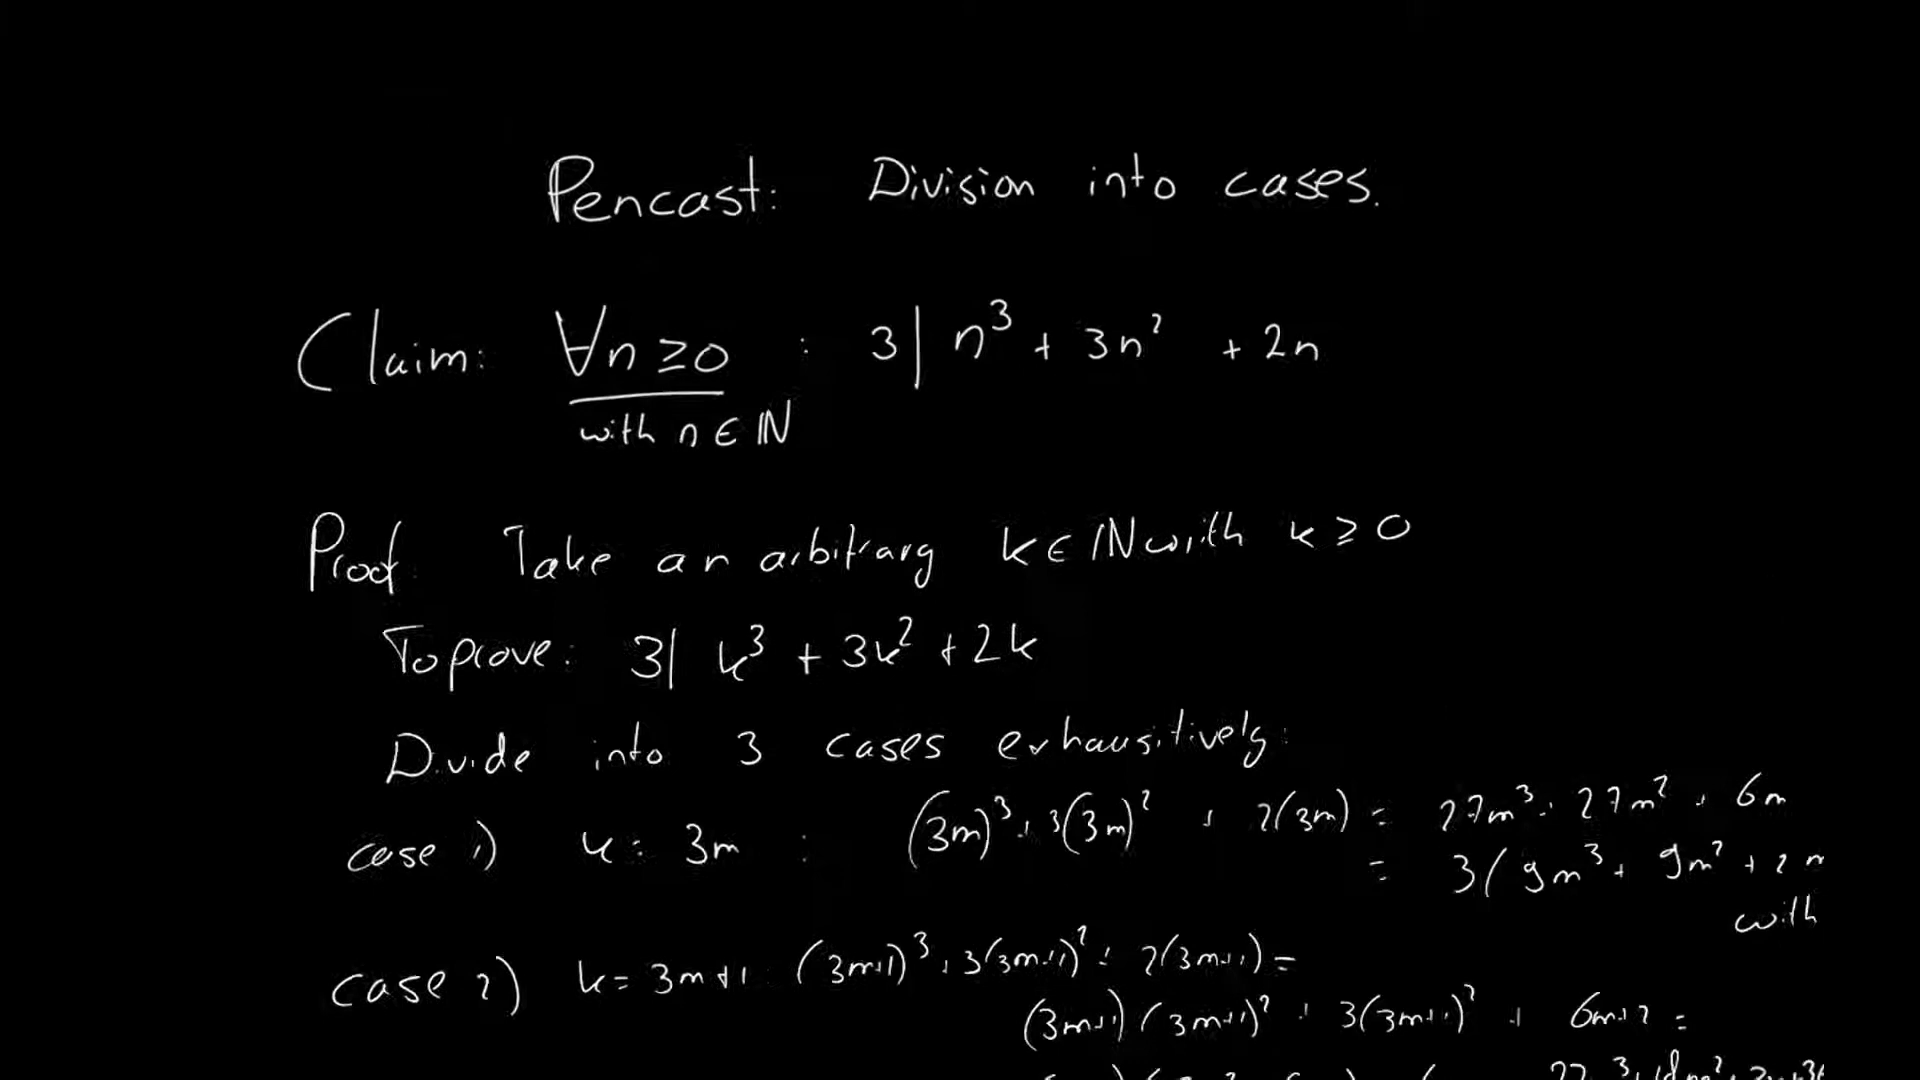 Pencast: Division into cases.
Claim: ∀n ≥ 0 : 3 | n³ + 3n² + 2n
with n ∈ ℕ
Proof Take an arbitrary k ∈ ℕ with k ≥ 0
To prove: 3 | k³ + 3k² + 2k
Divide into 3 cases exhausitively:
case 1) k = 3m : (3m)³ + 3(3m)² + 2(3m) = 27m³ + 27m² + 6m
= 3(9m³ + 9m² + 2m
with
case 2) k = 3m+1 (3m+1)³ + 3(3m+1)² + 2(3m+1) =
(3m+1)(3m+1)² + 3(3m+1)² + 6m+2 =